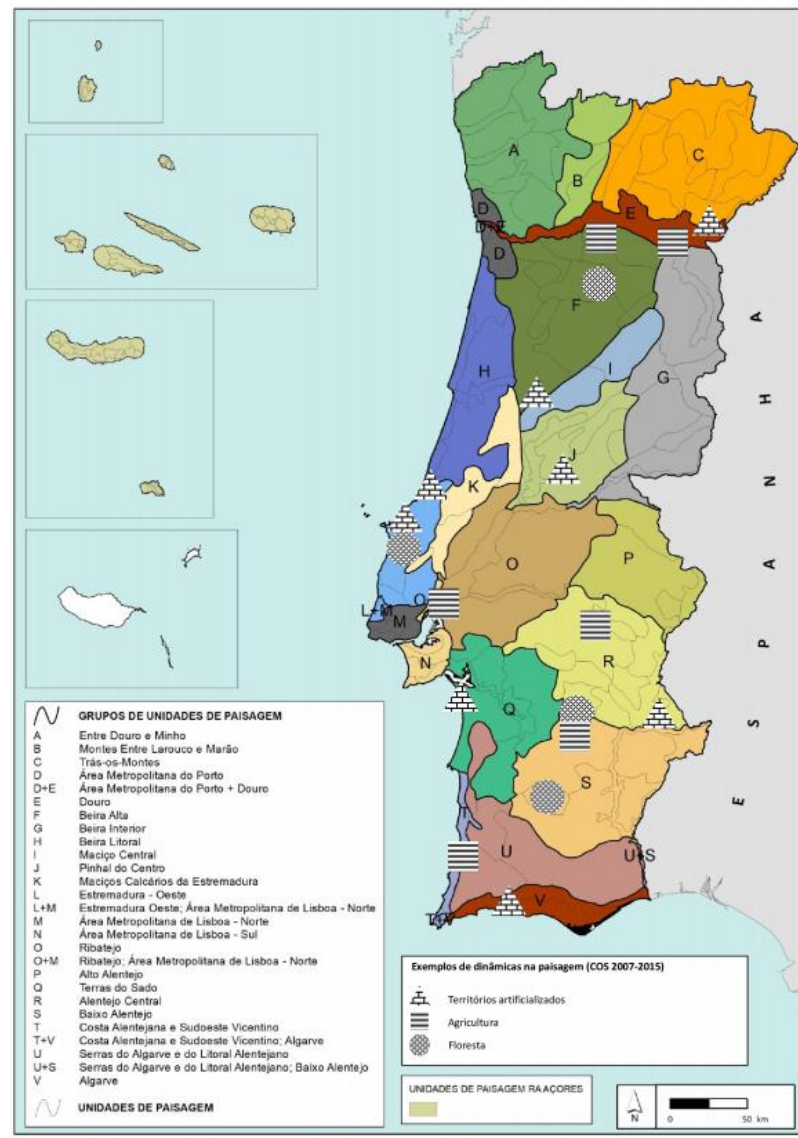 A
B
C
D
D+E
E
D
F
A
H
I
G
H
N
J
K
A
O
P
P
L+M
O
M
S
R
N
Q
E
S
T
U
U+S
V
T+V
GRUPOS DE UNIDADES DE PAISAGEM
A Entre Douro e Minho
B Montes Entre Larouco e Marão
C Trás-os-Montes
D Área Metropolitana do Porto
D+E Área Metropolitana do Porto + Douro
E Douro
F Beira Alta
G Beira Interior
H Beira Litoral
I Maciço Central
J Pinhal do Centro
K Maciços Calcários da Estremadura
L Estremadura - Oeste
L+M Estremadura Oeste; Área Metropolitana de Lisboa - Norte
M Área Metropolitana de Lisboa - Norte
N Área Metropolitana de Lisboa - Sul
O Ribatejo
O+M Ribatejo; Área Metropolitana de Lisboa - Norte
P Alto Alentejo
Q Terras do Sado
R Alentejo Central
S Baixo Alentejo
T Costa Alentejana e Sudoeste Vicentino
T+V Costa Alentejana e Sudoeste Vicentino; Algarve
U Serras do Algarve e do Litoral Alentejano
U+S Serras do Algarve e do Litoral Alentejano; Baixo Alentejo
V Algarve
UNIDADES DE PAISAGEM
Exemplos de dinâmicas na paisagem (COS 2007-2015)
Territórios artificializados
Agricultura
Floresta
UNIDADES DE PAISAGEM RA AÇORES
N
0 50 km